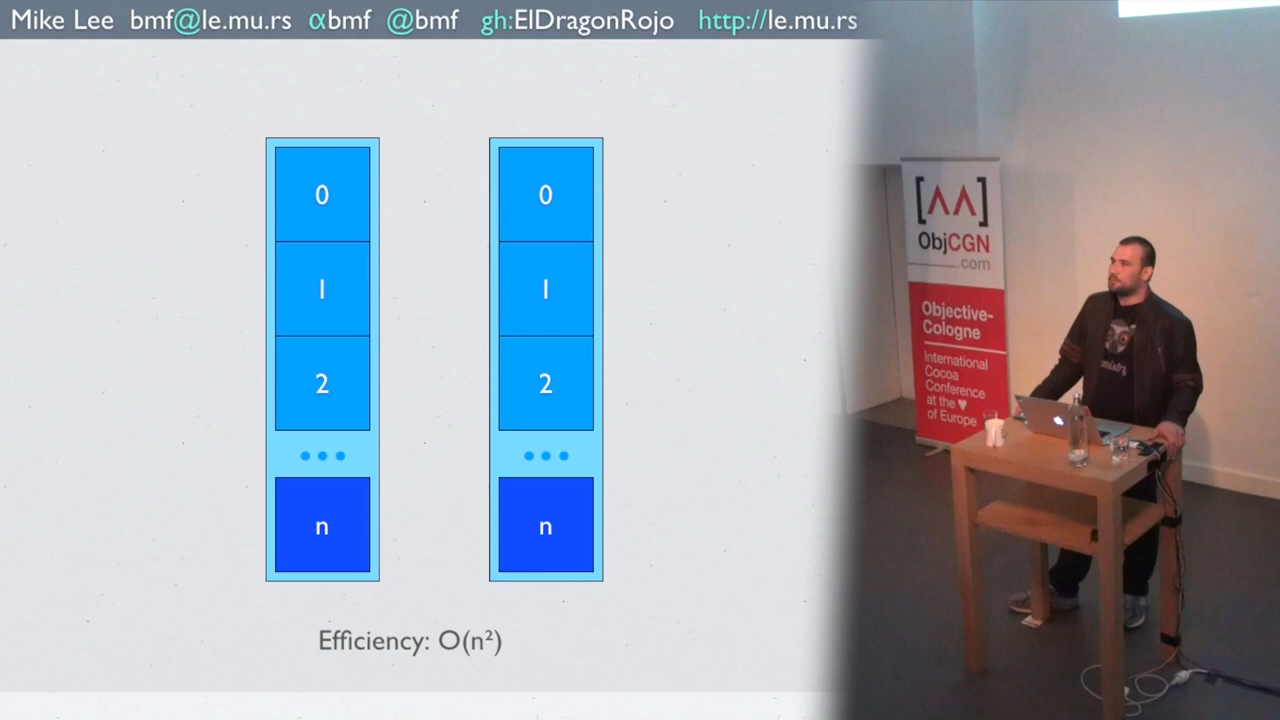 Mike Lee bmf@le.mu.rs αbmf @bmf gh:ElDragonRojo http://le.mu.rs
0 0
1 1
2 2
n n
Efficiency: O(n²)
[ΛΛ]
ObjCGN
.com
Objective-
Cologne
International
Cocoa
Conference
at the ♥
of Europe